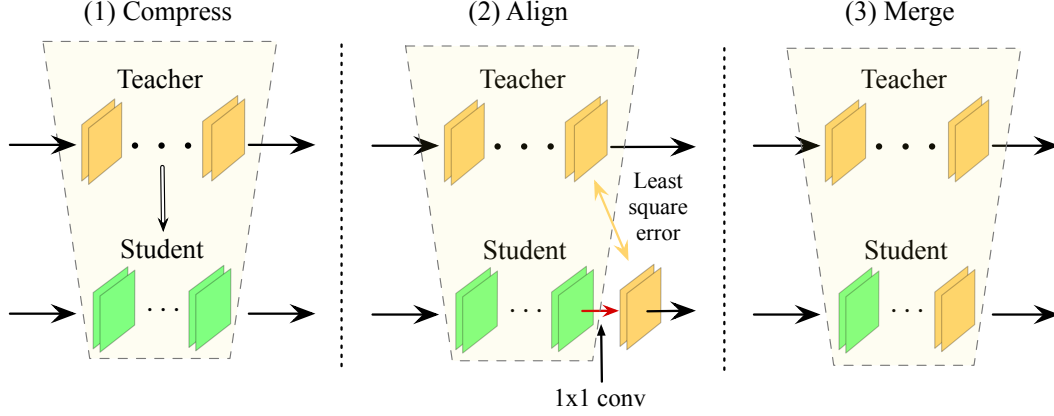 (1) Compress
(2) Align
(3) Merge
Teacher
Teacher
Teacher
Least
square
error
Student
Student
Student
1x1 conv